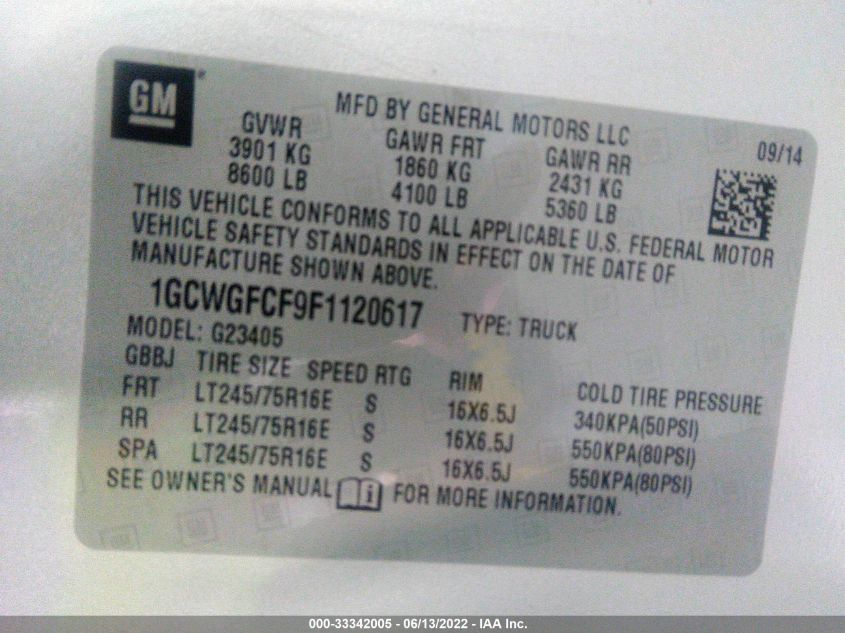 GM
MFD BY GENERAL MOTORS LLC
GVWR GAWR FRT GAWR RR 09/14
3901 KG 1860 KG 2431 KG
8600 LB 4100 LB 5360 LB
THIS VEHICLE CONFORMS TO ALL APPLICABLE U.S. FEDERAL MOTOR
VEHICLE SAFETY STANDARDS IN EFFECT ON THE DATE OF
MANUFACTURE SHOWN ABOVE.
1GCWGFCF9F1120617 TYPE: TRUCK
MODEL: G23405
GBBJ TIRE SIZE SPEED RTG RIM COLD TIRE PRESSURE
FRT LT245/75R16E S 16X6.5J 340KPA(50PSI)
RR LT245/75R16E S 16X6.5J 550KPA(80PSI)
SPA LT245/75R16E S 16X6.5J 550KPA(80PSI)
SEE OWNER'S MANUAL i FOR MORE INFORMATION.
000-33342005 - 06/13/2022 - IAA Inc.